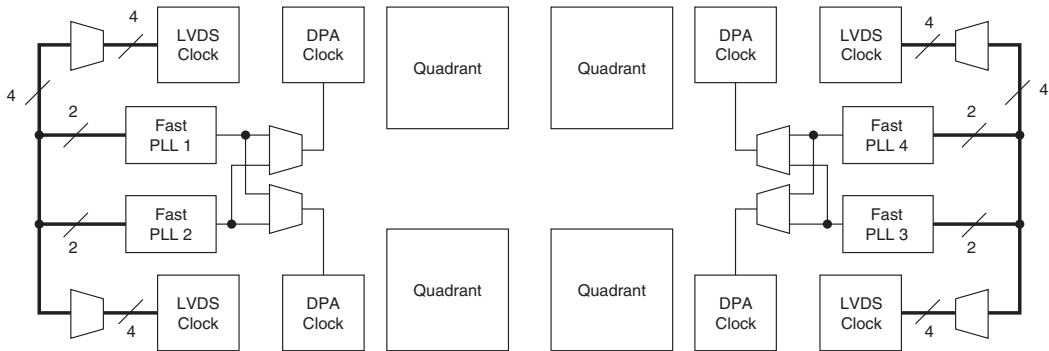 4
LVDS
Clock
DPA
Clock
Quadrant
Quadrant
DPA
Clock
LVDS
Clock
4
4
4
2
Fast
PLL 1
Fast
PLL 4
2
2
Fast
PLL 2
Fast
PLL 3
2
4
LVDS
Clock
DPA
Clock
Quadrant
Quadrant
DPA
Clock
LVDS
Clock
4